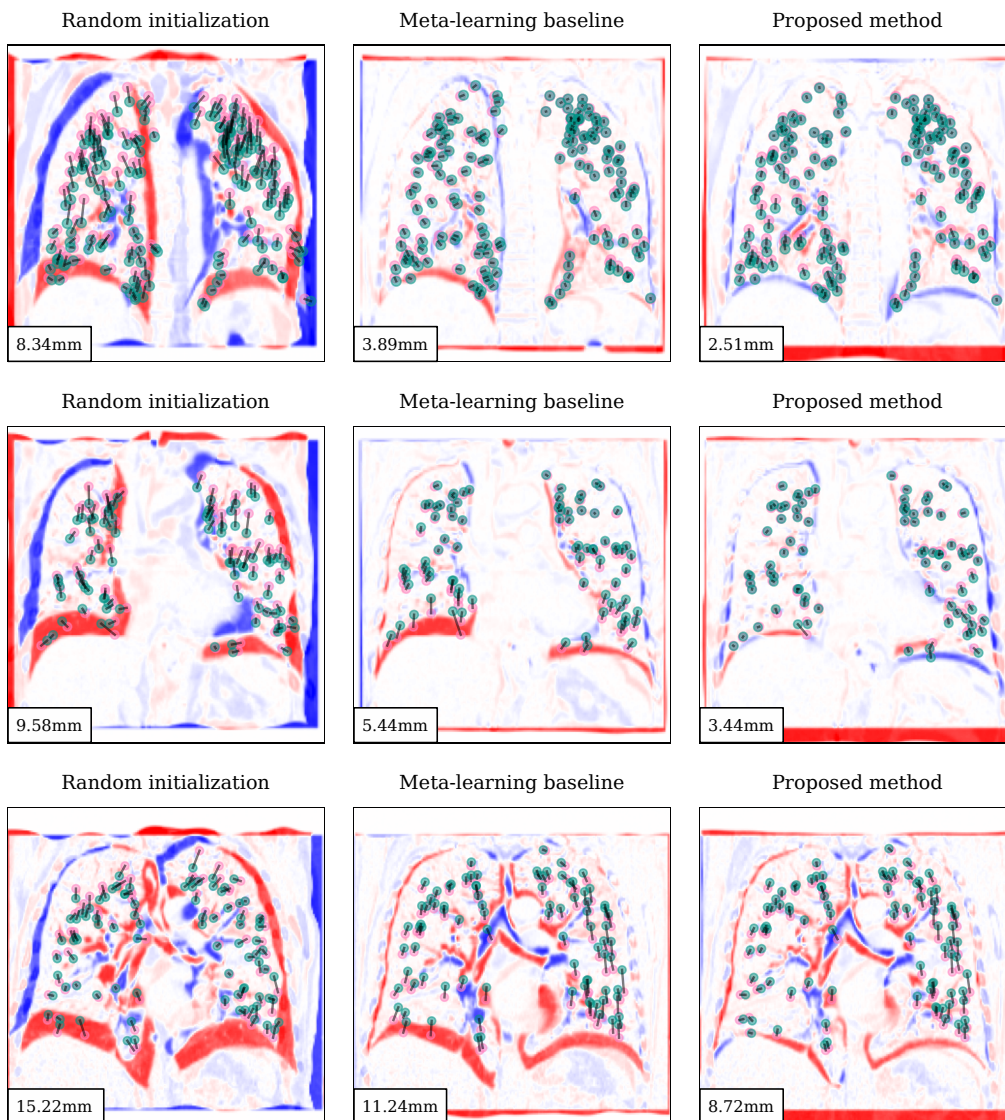 Random initialization
Meta-learning baseline
Proposed method
8.34mm
3.89mm
2.51mm
Random initialization
Meta-learning baseline
Proposed method
9.58mm
5.44mm
3.44mm
Random initialization
Meta-learning baseline
Proposed method
15.22mm
11.24mm
8.72mm